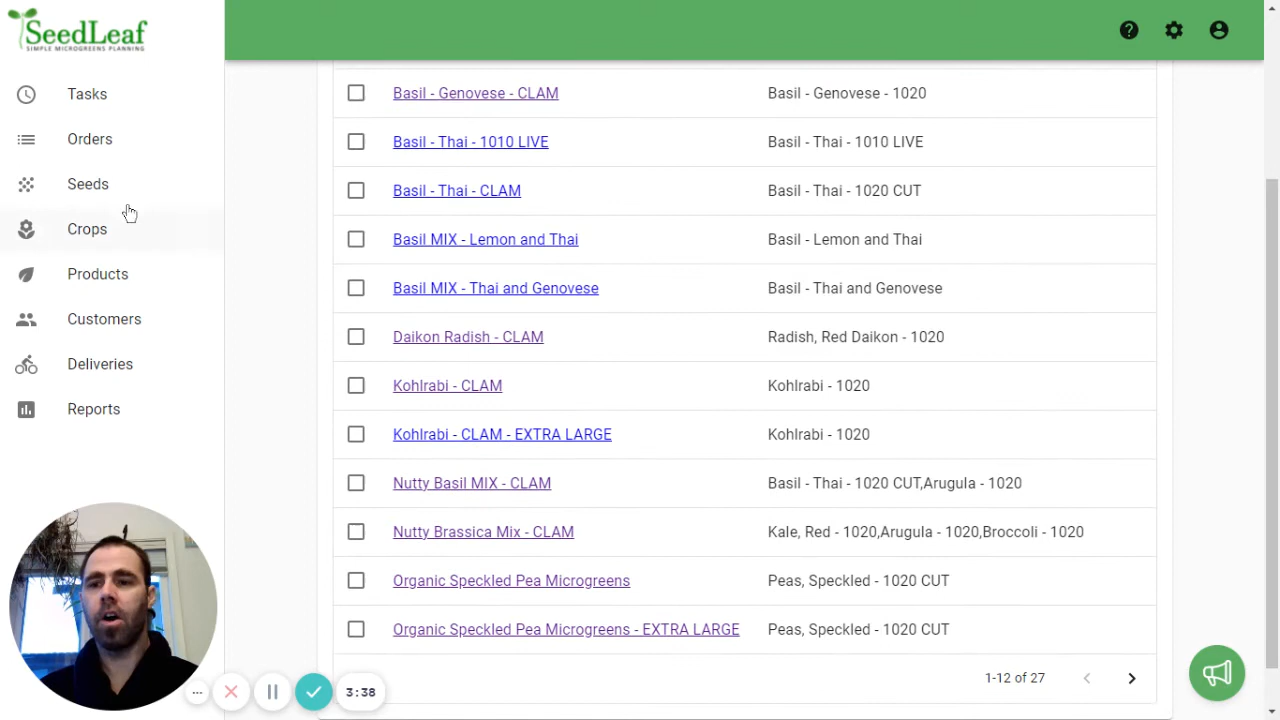 SeedLeaf
SIMPLE MICROGREENS PLANNING
Tasks
Orders
Seeds
Crops
Products
Customers
Deliveries
Reports
Basil - Genovese - CLAM Basil - Genovese - 1020
Basil - Thai - 1010 LIVE Basil - Thai - 1010 LIVE
Basil - Thai - CLAM Basil - Thai - 1020 CUT
Basil MIX - Lemon and Thai Basil - Lemon and Thai
Basil MIX - Thai and Genovese Basil - Thai and Genovese
Daikon Radish - CLAM Radish, Red Daikon - 1020
Kohlrabi - CLAM Kohlrabi - 1020
Kohlrabi - CLAM - EXTRA LARGE Kohlrabi - 1020
Nutty Basil MIX - CLAM Basil - Thai - 1020 CUT,Arugula - 1020
Nutty Brassica Mix - CLAM Kale, Red - 1020,Arugula - 1020,Broccoli - 1020
Organic Speckled Pea Microgreens Peas, Speckled - 1020 CUT
Organic Speckled Pea Microgreens - EXTRA LARGE Peas, Speckled - 1020 CUT
1-12 of 27
3:38